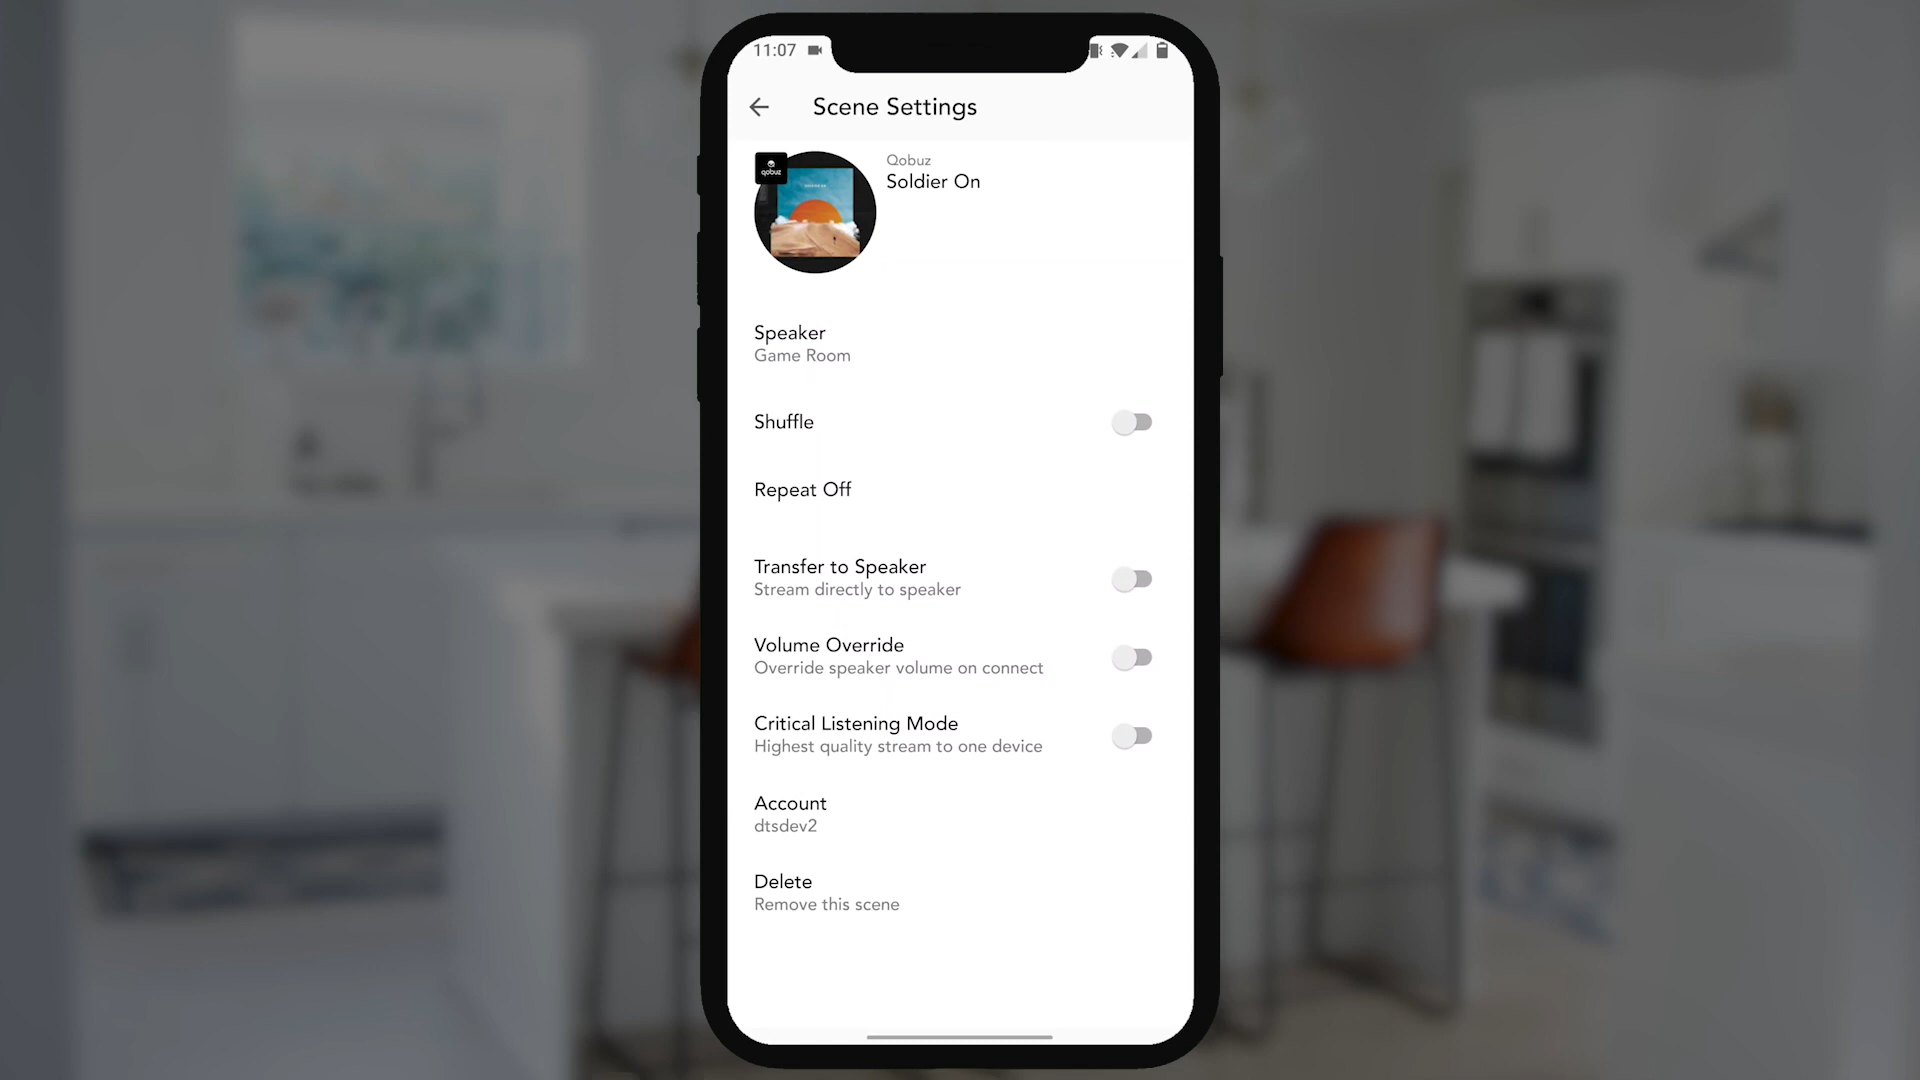 11:07
Scene Settings
qobuz
Qobuz
Soldier On
Speaker
Game Room
Shuffle
Repeat Off
Transfer to Speaker
Stream directly to speaker
Volume Override
Override speaker volume on connect
Critical Listening Mode
Highest quality stream to one device
Account
dtsdev2
Delete
Remove this scene